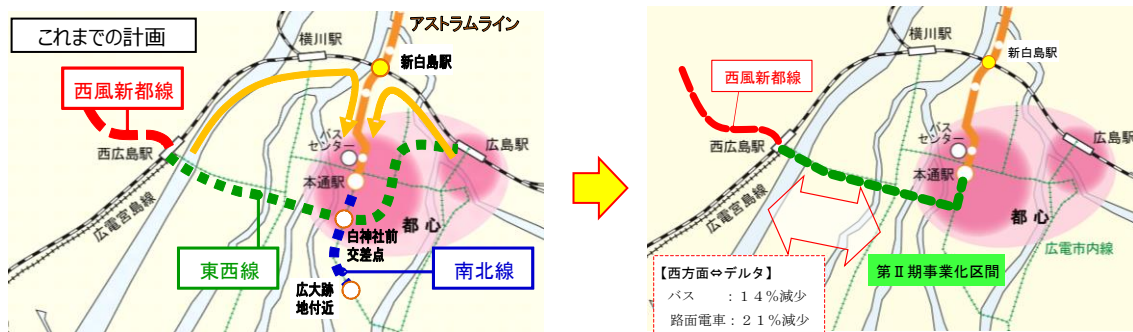 これまでの計画
アストラムライン
横川駅
新白島駅
西風新都線
西広島駅
バス
センター
広島駅
本通駅
広電宮島線
白神社前
交差点
都心
東西線
南北線
広大跡
地付近
横川駅
新白島駅
西風新都線
西広島駅
バス
センター
広島駅
本通駅
広電宮島線
都心
広電市内線
第Ⅱ期事業化区間
【西方面⇔デルタ】
バス　　：１４%減少
路面電車：２１%減少